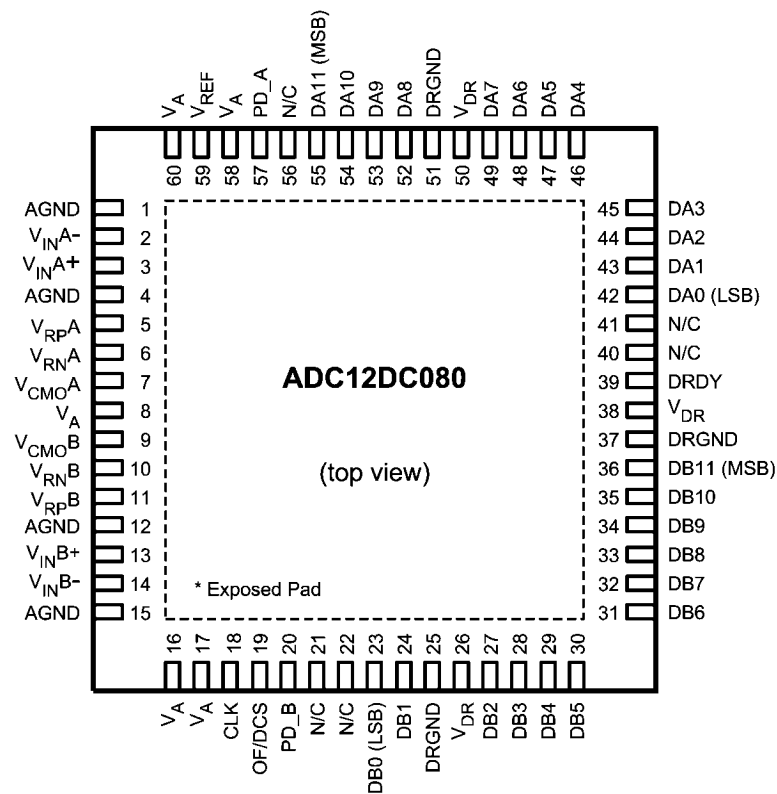 VA
VREF
VA
PD_A
N/C
DA11 (MSB)
DA10
DA9
DA8
DRGND
VDR
DA7
DA6
DA5
DA4
60 59 58 57 56 55 54 53 52 51 50 49 48 47 46
AGND 1
VINA- 2
VINA+ 3
AGND 4
VRPA 5
VRNA 6
VCMOA 7
VA 8
VCMOB 9
VRNB 10
VRPB 11
AGND 12
VINB+ 13
VINB- 14
AGND 15
ADC12DC080
(top view)
* Exposed Pad
45 DA3
44 DA2
43 DA1
42 DA0 (LSB)
41 N/C
40 N/C
39 DRDY
38 VDR
37 DRGND
36 DB11 (MSB)
35 DB10
34 DB9
33 DB8
32 DB7
31 DB6
16 17 18 19 20 21 22 23 24 25 26 27 28 29 30
VA
VA
CLK
OF/DCS
PD_B
N/C
N/C
DB0 (LSB)
DB1
DRGND
VDR
DB2
DB3
DB4
DB5